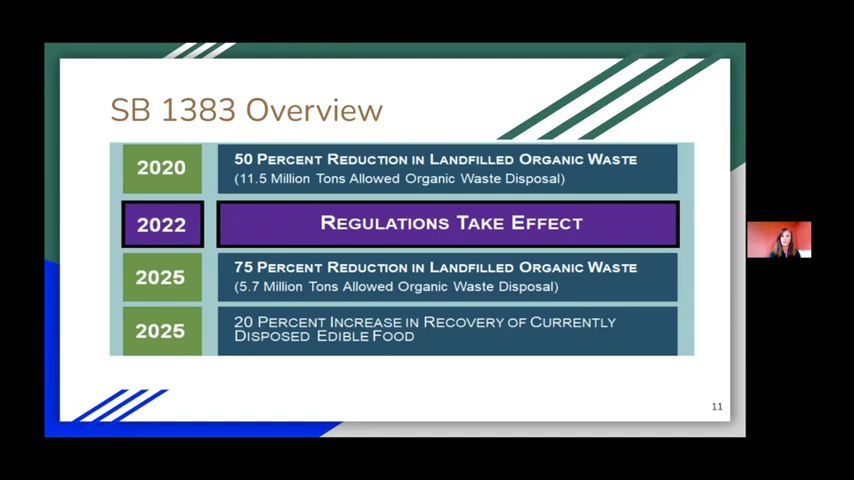 SB 1383 Overview
2020
50 Percent Reduction in Landfilled Organic Waste
(11.5 Million Tons Allowed Organic Waste Disposal)
2022
Regulations Take Effect
2025
75 Percent Reduction in Landfilled Organic Waste
(5.7 Million Tons Allowed Organic Waste Disposal)
2025
20 Percent Increase in Recovery of Currently
Disposed Edible Food
11